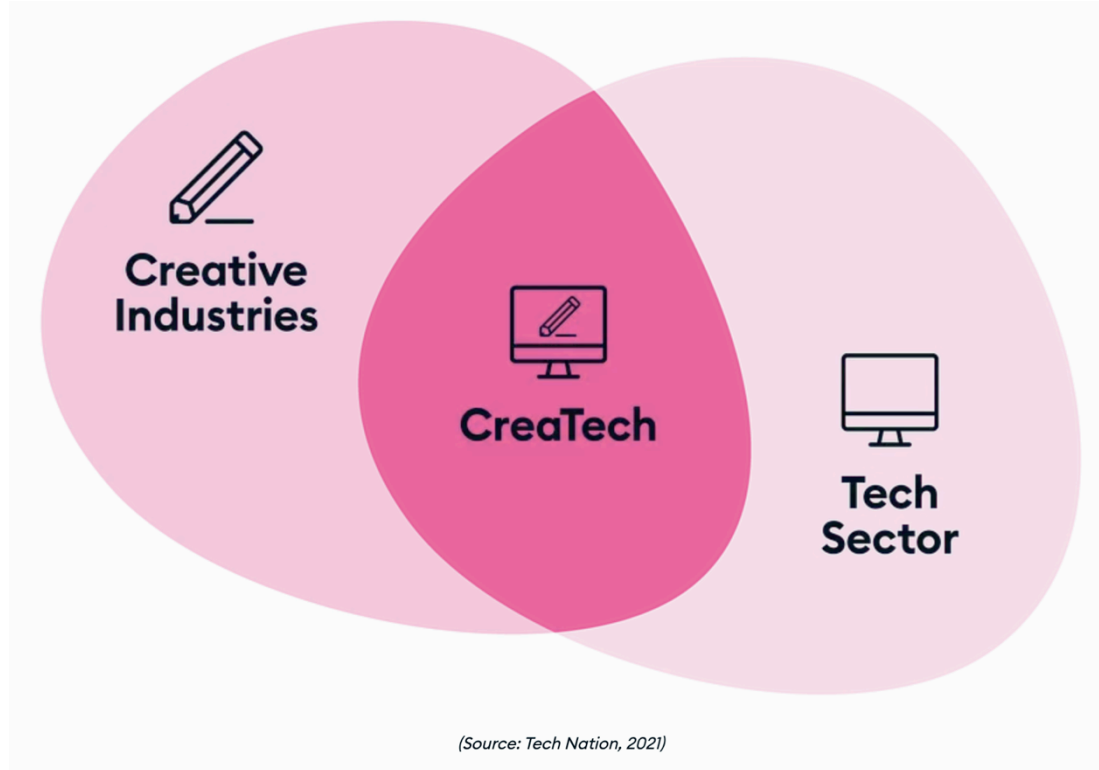 Creative
Industries
CreaTech
Tech
Sector
(Source: Tech Nation, 2021)